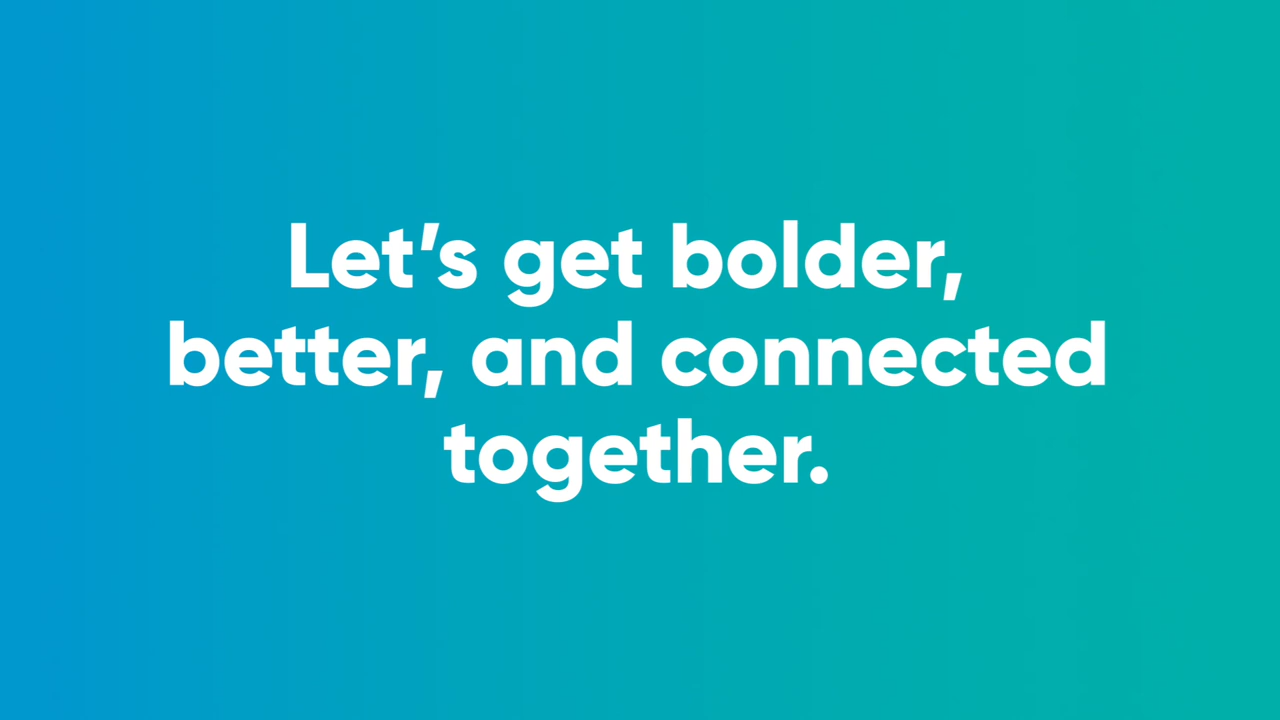 Let’s get bolder,
better, and connected
together.